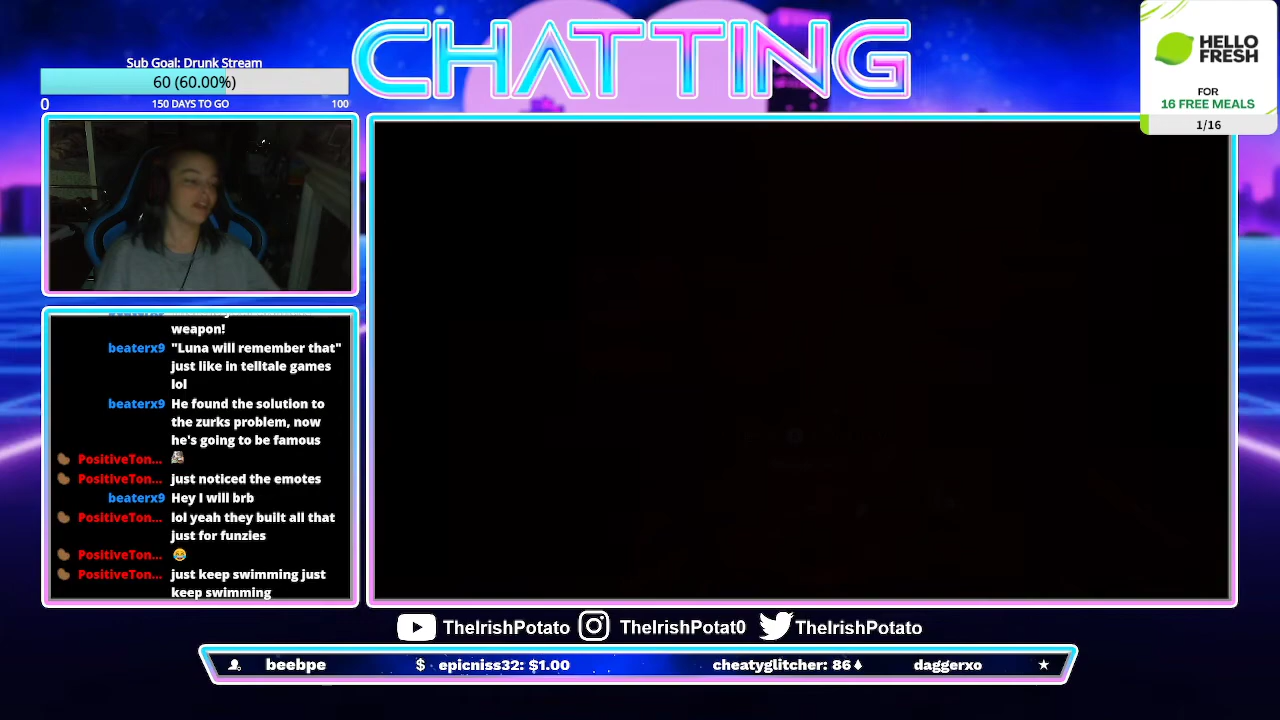 CHATTING
HELLO
FRESH
FOR
16 FREE MEALS
1/16
Sub Goal: Drunk Stream
60 (60.00%)
0 150 DAYS TO GO 100
weapon!
beaterx9 "Luna will remember that"
just like in telltale games
lol
beaterx9 He found the solution to
the zurks problem, now
he's going to be famous
PositiveTon...
PositiveTon... just noticed the emotes
beaterx9 Hey I will brb
PositiveTon... lol yeah they built all that
just for funzies
PositiveTon... 😂
PositiveTon... just keep swimming just
keep swimming
TheIrishPotato TheIrishPotat0 TheIrishPotato
beebpe $ epicniss32: $1.00 cheatyglitcher: 86 daggerxo